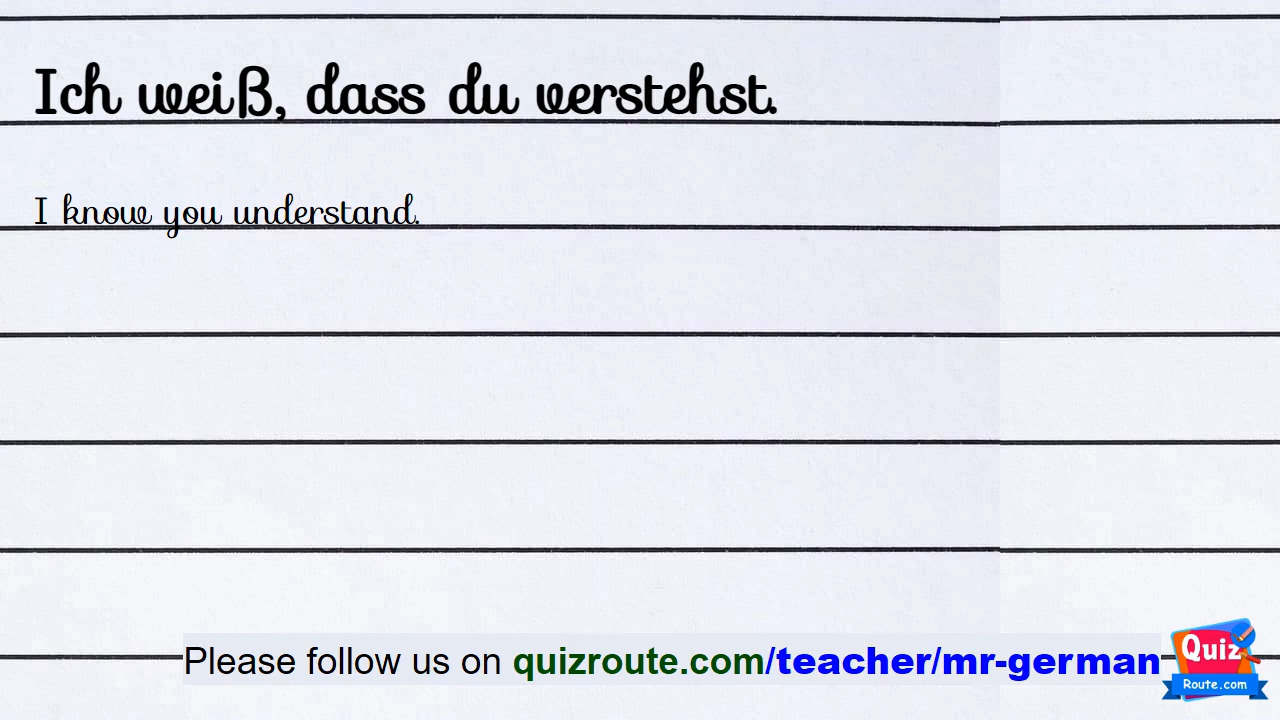 Ich weiß, dass du verstehst.
I know you understand.
Please follow us on quizroute.com/teacher/mr-german
Quiz
Route.com